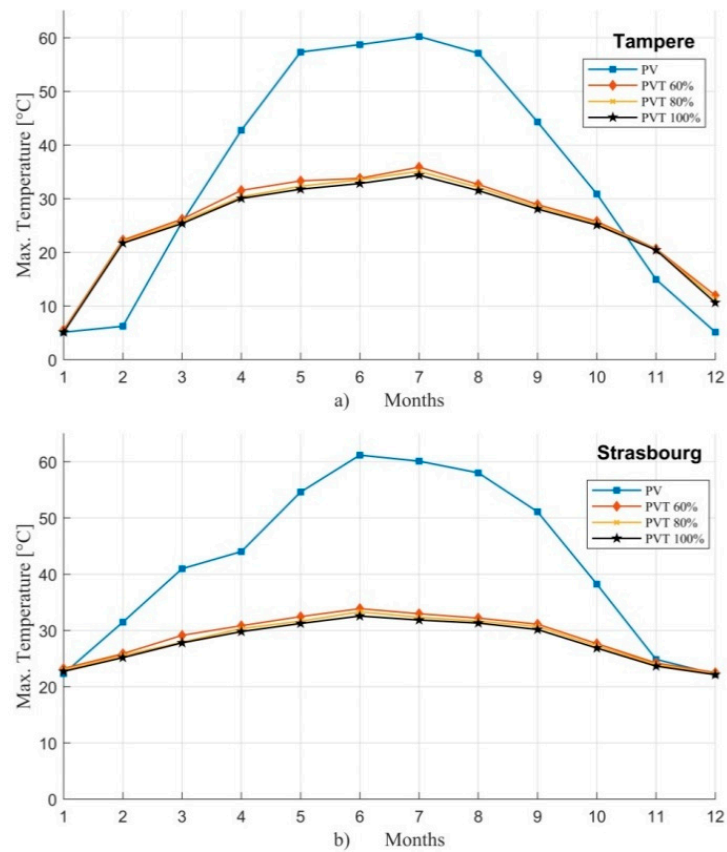 60
50
40
30
20
10
0
Max. Temperature [°C]
Tampere
PV
PVT 60%
PVT 80%
PVT 100%
1 2 3 4 5 6 7 8 9 10 11 12
a) Months
60
50
40
30
20
10
0
Max. Temperature [°C]
Strasbourg
PV
PVT 60%
PVT 80%
PVT 100%
1 2 3 4 5 6 7 8 9 10 11 12
b) Months